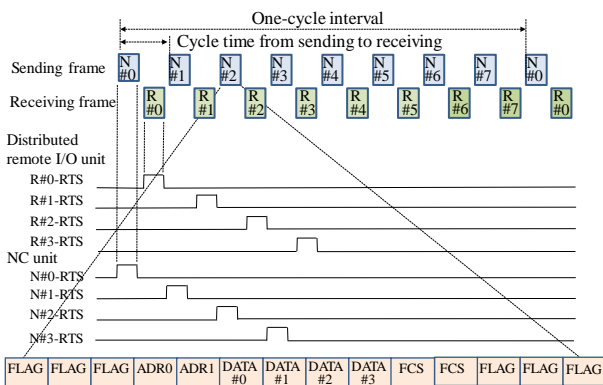 One-cycle interval
Cycle time from sending to receiving
Sending frame N #0 N #1 N #2 N #3 N #4 N #5 N #6 N #7 N #0
Receiving frame R #0 R #1 R #2 R #3 R #4 R #5 R #6 R #7 R #0
Distributed
remote I/O unit
R#0-RTS
R#1-RTS
R#2-RTS
R#3-RTS
NC unit
N#0-RTS
N#1-RTS
N#2-RTS
N#3-RTS
FLAG FLAG FLAG ADR0 ADR1 DATA #0 DATA #1 DATA #2 DATA #3 FCS FCS FLAG FLAG FLAG